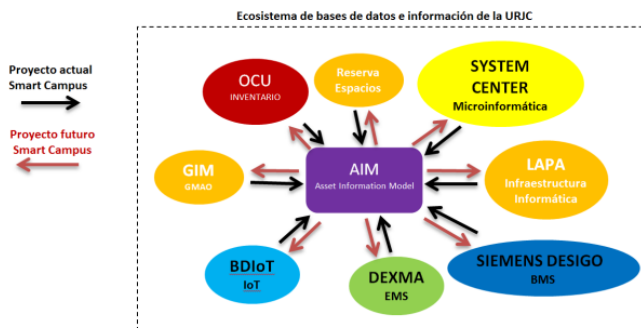 Ecosistema de bases de datos e información de la URJC
Proyecto actual
Smart Campus
Proyecto futuro
Smart Campus
OCU
INVENTARIO
Reserva
Espacios
SYSTEM
CENTER
Microinformática
GIM
GMAO
AIM
Asset Information Model
LAPA
Infraestructura
Informática
BDIoT
IoT
DEXMA
EMS
SIEMENS DESIGO
BMS